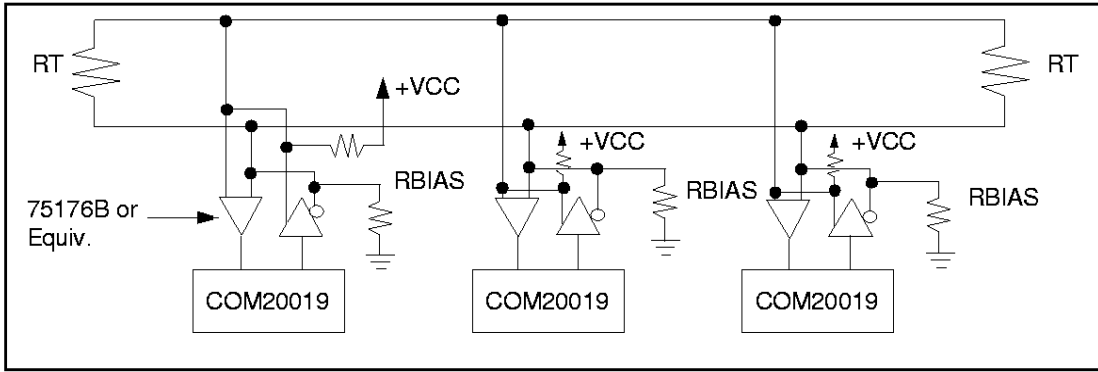 RT
RT
+VCC
+VCC
+VCC
RBIAS
RBIAS
RBIAS
75176B or
Equiv.
COM20019
COM20019
COM20019